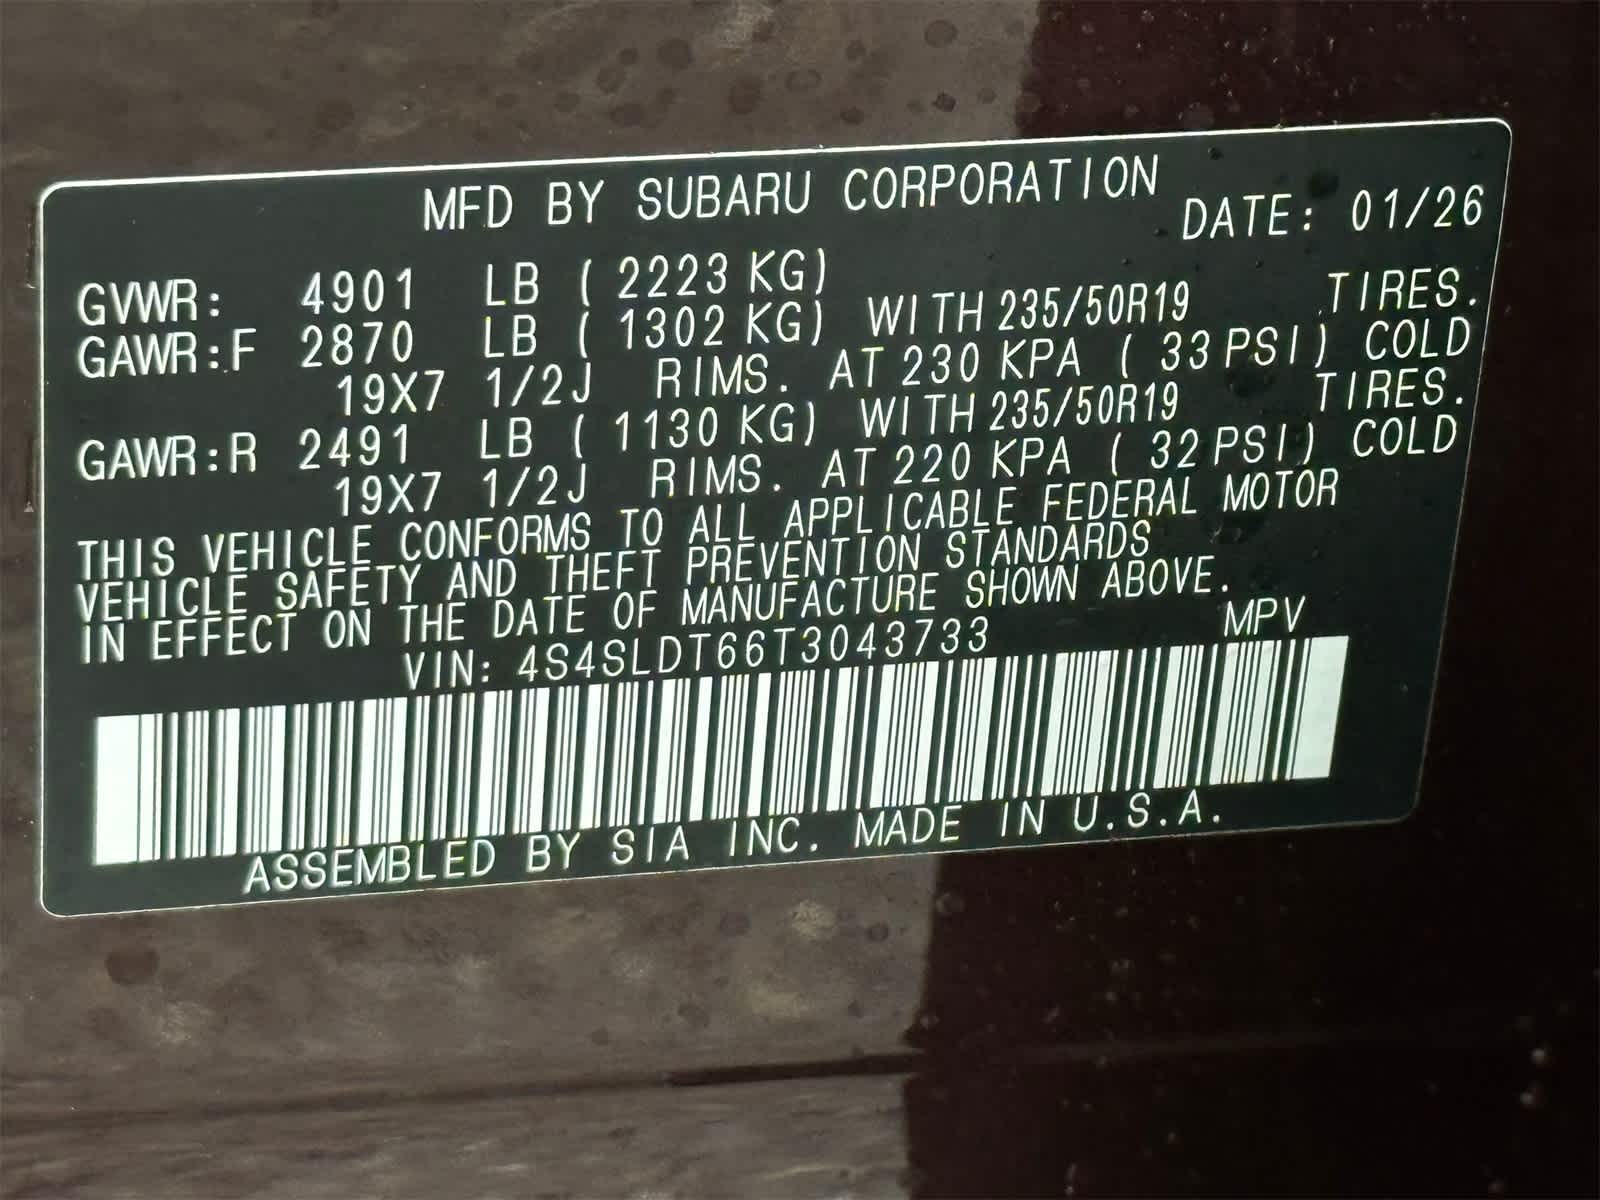 MFD BY SUBARU CORPORATION
DATE: 01/26
GVWR: 4901 LB ( 2223 KG)
GAWR:F 2870 LB ( 1302 KG) WITH 235/50R19 TIRES.
19X7 1/2J RIMS. AT 230 KPA ( 33 PSI) COLD
GAWR:R 2491 LB ( 1130 KG) WITH 235/50R19 TIRES.
19X7 1/2J RIMS. AT 220 KPA ( 32 PSI) COLD
THIS VEHICLE CONFORMS TO ALL APPLICABLE FEDERAL MOTOR
VEHICLE SAFETY AND THEFT PREVENTION STANDARDS
IN EFFECT ON THE DATE OF MANUFACTURE SHOWN ABOVE.
VIN: 4S4SLDT66T3043733 MPV
ASSEMBLED BY SIA INC. MADE IN U.S.A.